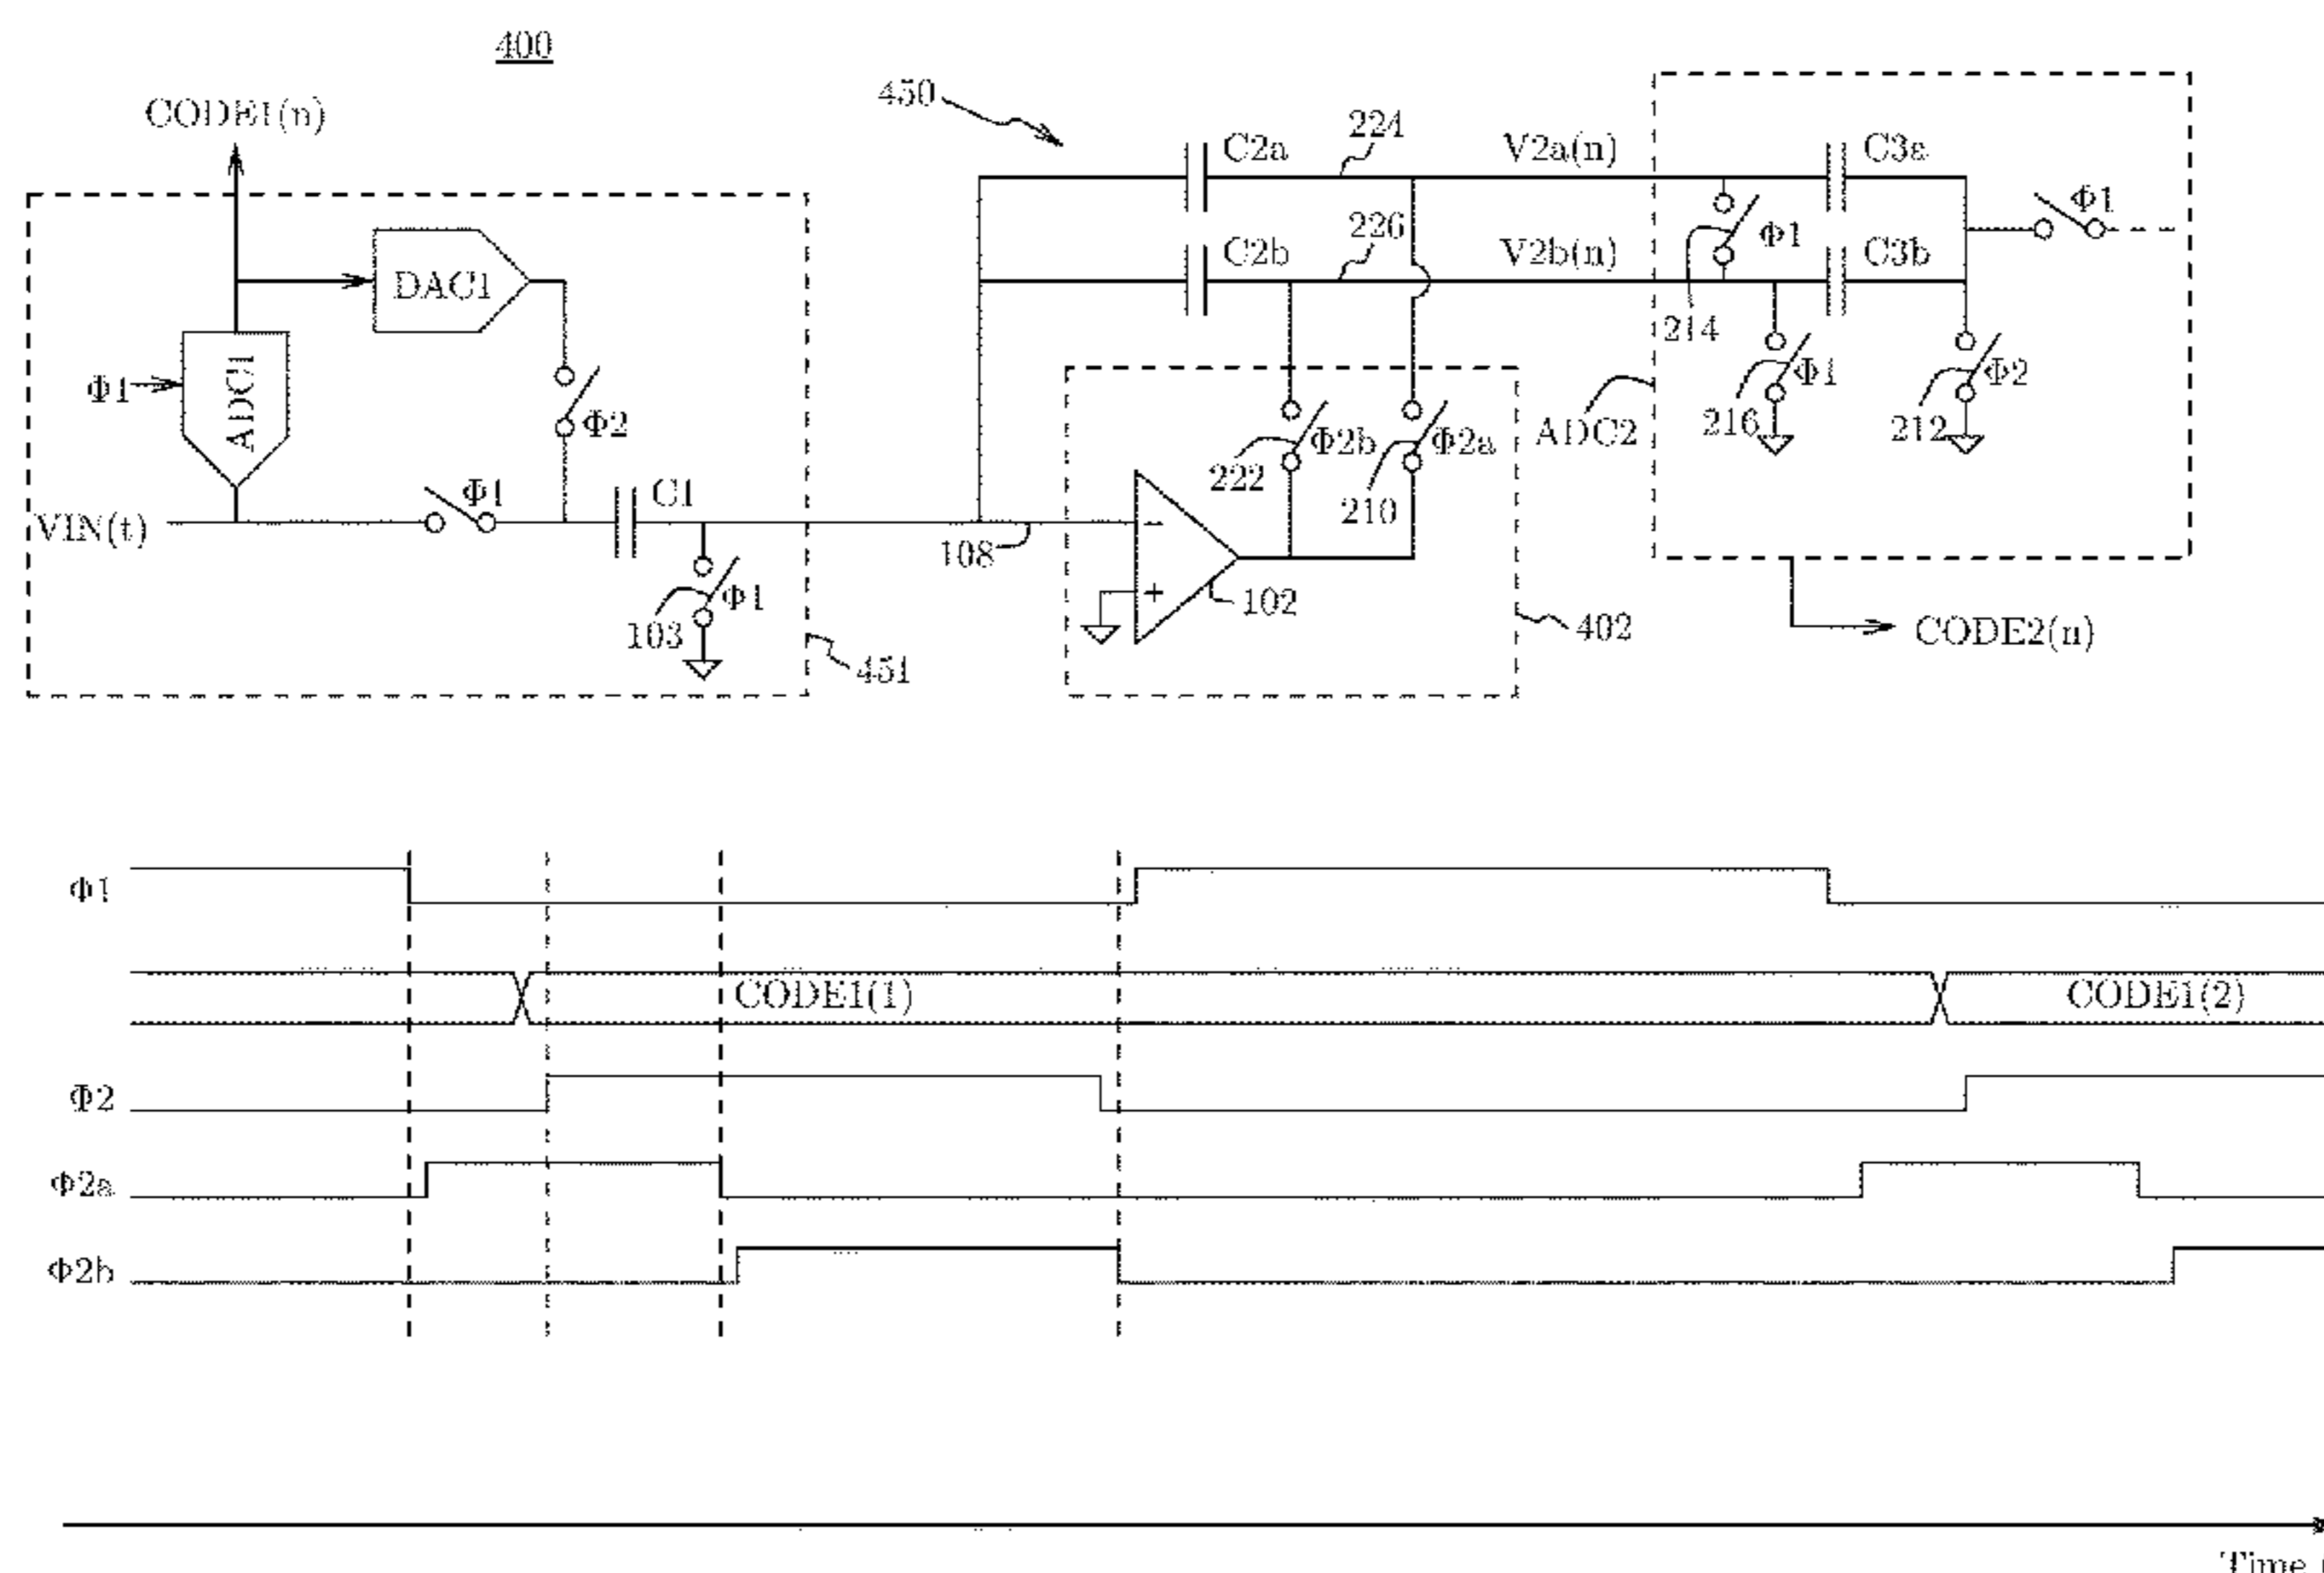 400
CODE1(n)
450
C2a
224
V2a(n)
C3a
Φ1
DAC1
C2b
226
V2b(n)
Φ1
C3b
214
Φ1
ADC1
Φ2
222
Φ2b
210
Φ2a
ADC2
216
Φ1
212
Φ2
VIN(t)
Φ1
C1
108
−
+
102
103
Φ1
451
402
CODE2(n)
Φ1
CODE1(1)
CODE1(2)
Φ2
Φ2a
Φ2b
Time